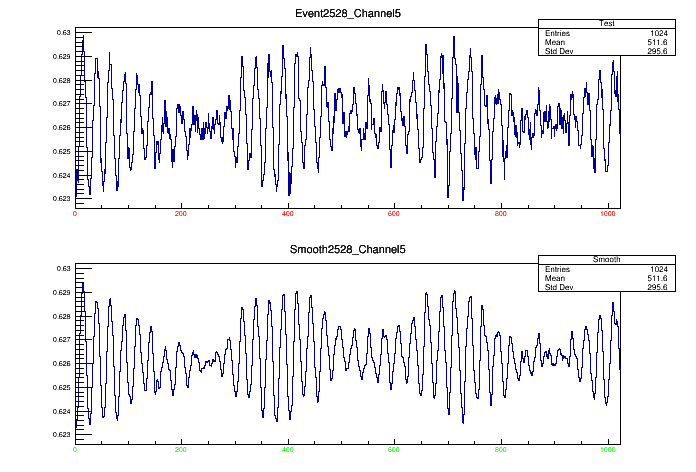 Event2528_Channel5
Test
Entries 1024
Mean 511.6
Std Dev 295.6
0.63
0.629
0.628
0.627
0.626
0.625
0.624
0.623
0 200 400 600 800 1000
Smooth2528_Channel5
Smooth
Entries 1024
Mean 511.6
Std Dev 295.6
0.63
0.629
0.628
0.627
0.626
0.625
0.624
0.623
0 200 400 600 800 1000